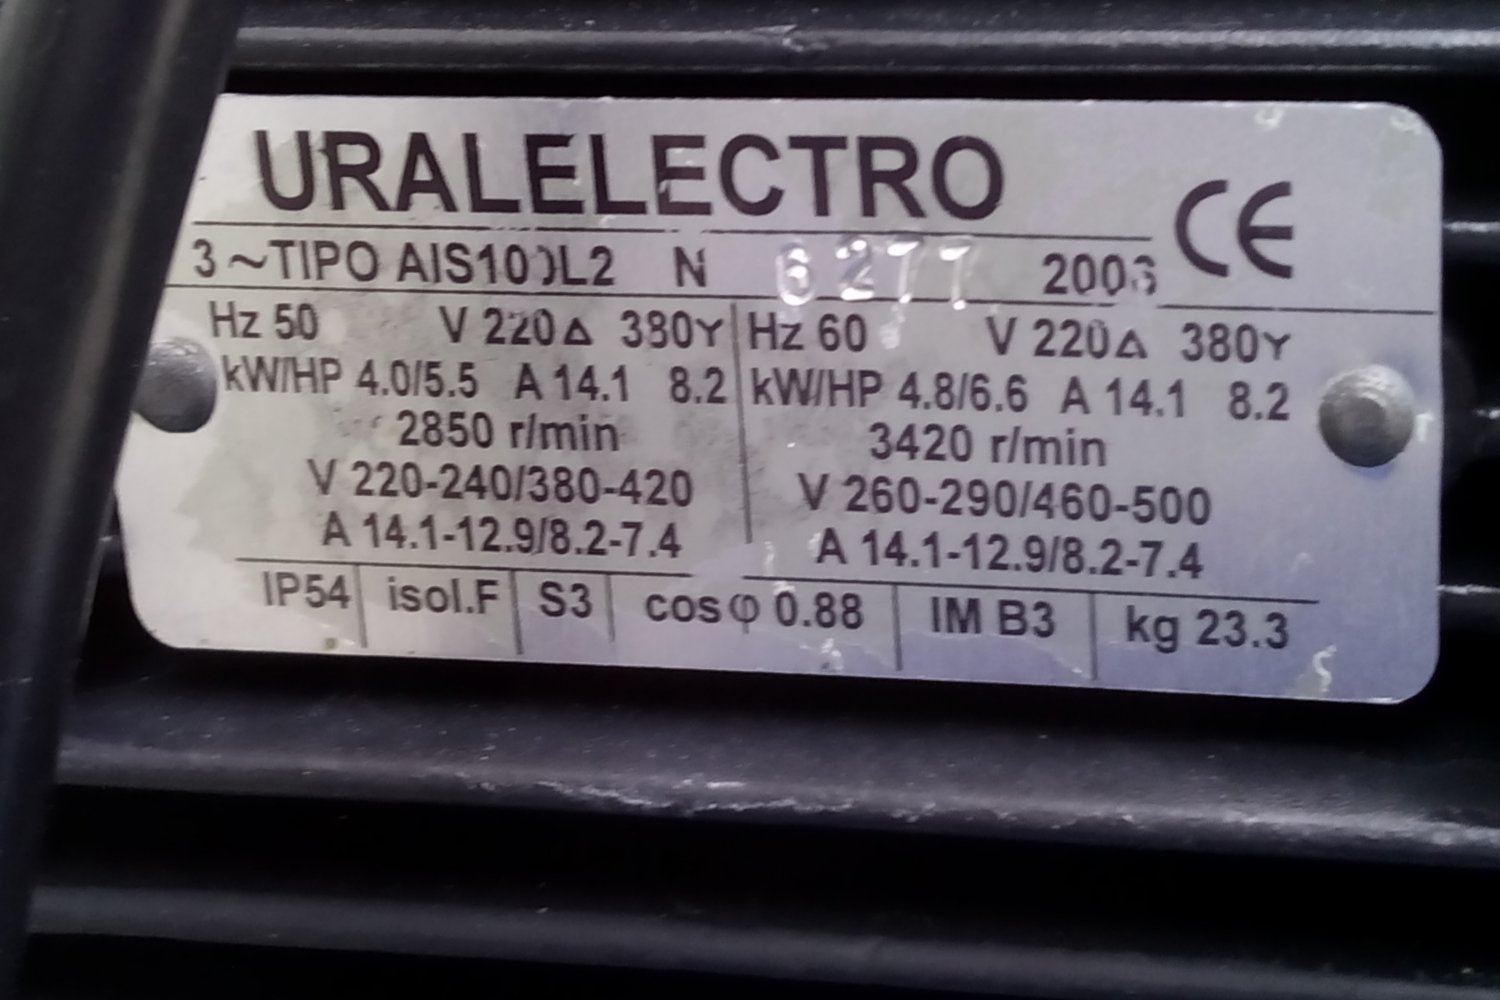 URALELECTRO
CE
3~TIPO AIS100L2 N 6277 2006
Hz 50 V 220Δ 380Y
kW/HP 4.0/5.5 A 14.1 8.2
2850 r/min
V 220-240/380-420
A 14.1-12.9/8.2-7.4
Hz 60 V 220Δ 380Y
kW/HP 4.8/6.6 A 14.1 8.2
3420 r/min
V 260-290/460-500
A 14.1-12.9/8.2-7.4
IP54 isol.F S3 cosφ 0.88 IM B3 kg 23.3